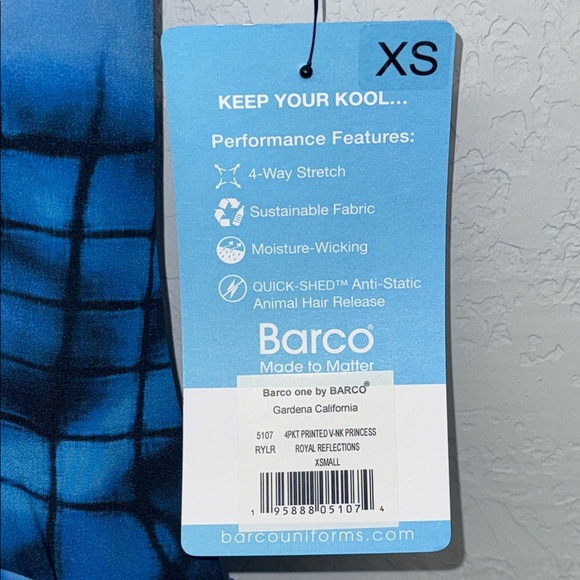 XS
KEEP YOUR KOOL...
Performance Features:
4-Way Stretch
Sustainable Fabric
Moisture-Wicking
QUICK-SHED™ Anti-Static
Animal Hair Release
Barco®
Made to Matter
Barco one by BARCO®
Gardena California
5107 4PKT PRINTED V-NK PRINCESS
RYLR ROYAL REFLECTIONS
XSMALL
1 95888 05107 4
barcouniforms.com